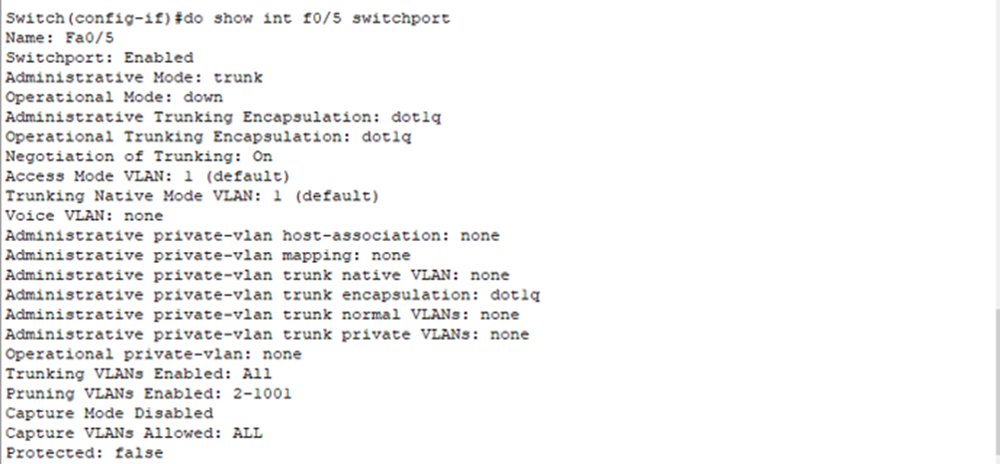 Switch(config-if)#do show int f0/5 switchport
Name: Fa0/5
Switchport: Enabled
Administrative Mode: trunk
Operational Mode: down
Administrative Trunking Encapsulation: dot1q
Operational Trunking Encapsulation: dot1q
Negotiation of Trunking: On
Access Mode VLAN: 1 (default)
Trunking Native Mode VLAN: 1 (default)
Voice VLAN: none
Administrative private-vlan host-association: none
Administrative private-vlan mapping: none
Administrative private-vlan trunk native VLAN: none
Administrative private-vlan trunk encapsulation: dot1q
Administrative private-vlan trunk normal VLANs: none
Administrative private-vlan trunk private VLANs: none
Operational private-vlan: none
Trunking VLANs Enabled: All
Pruning VLANs Enabled: 2-1001
Capture Mode Disabled
Capture VLANs Allowed: ALL
Protected: false